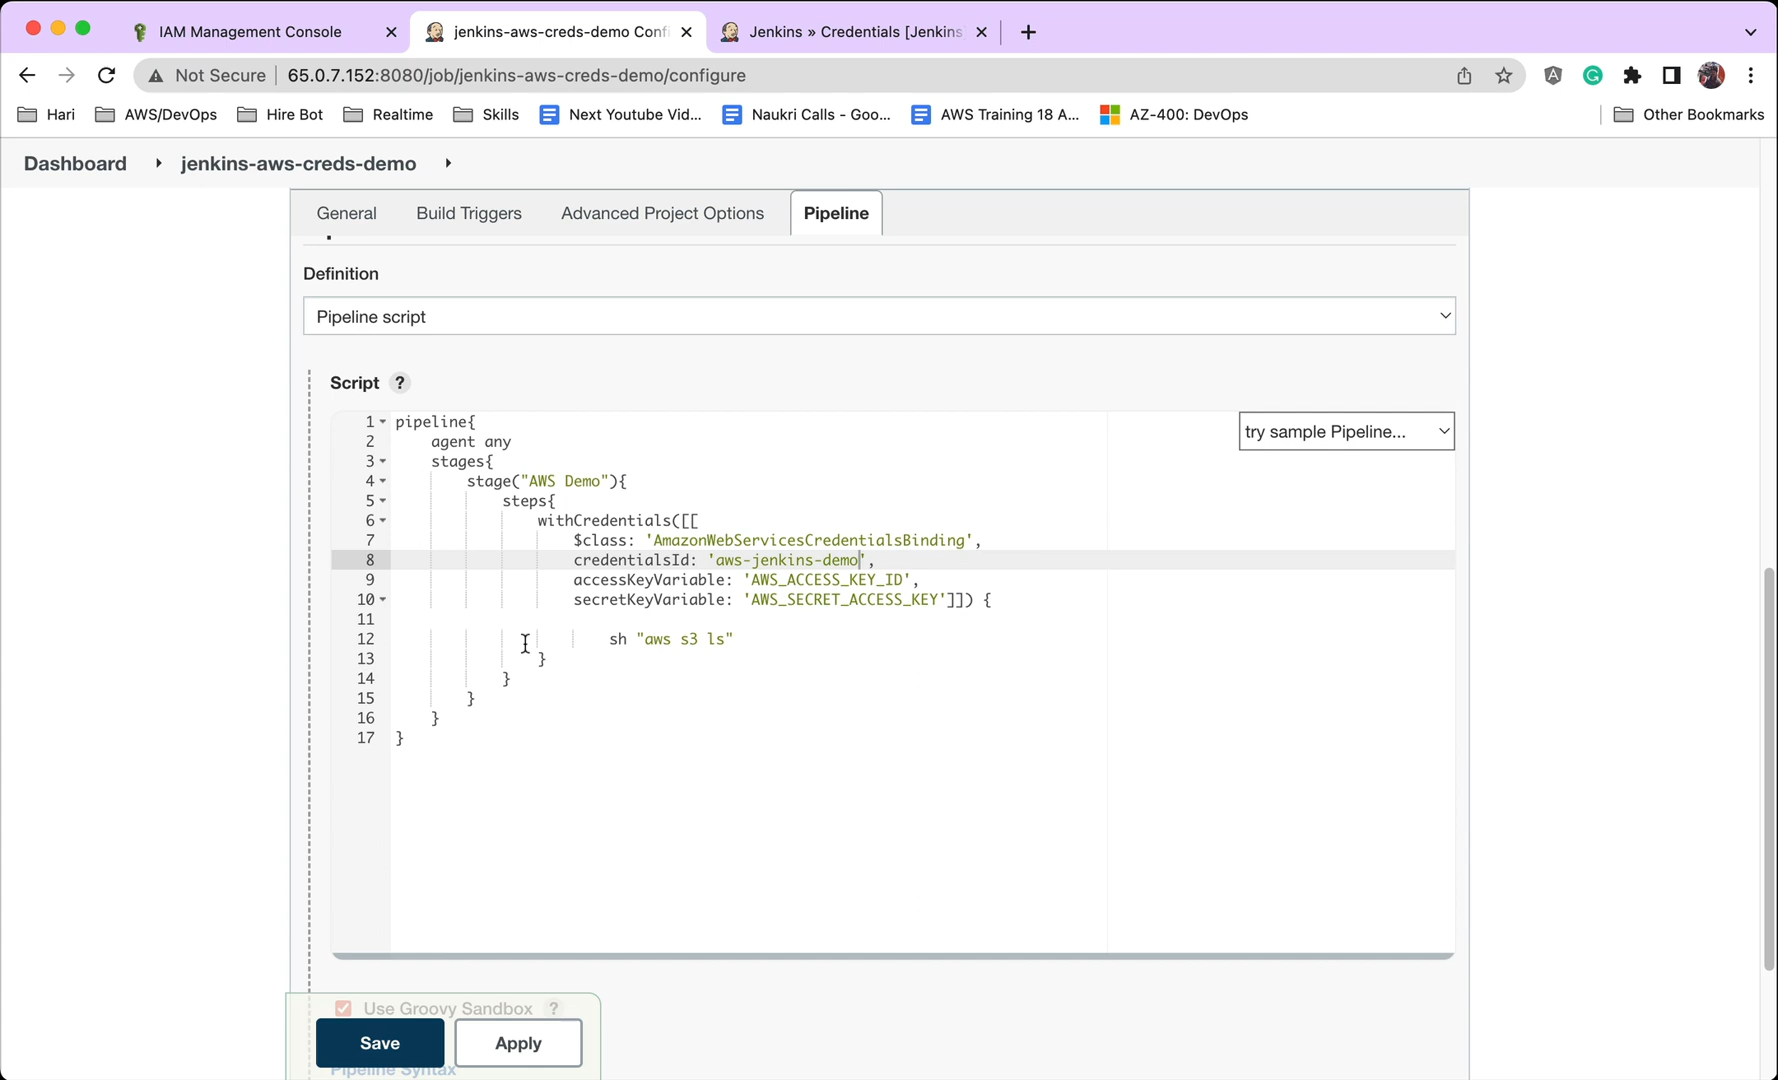 IAM Management Console
jenkins-aws-creds-demo Confi
Jenkins » Credentials [Jenkins
Not Secure 65.0.7.152:8080/job/jenkins-aws-creds-demo/configure
Hari AWS/DevOps Hire Bot Realtime Skills Next Youtube Vid... Naukri Calls - Goo... AWS Training 18 A... AZ-400: DevOps Other Bookmarks
Dashboard jenkins-aws-creds-demo
General Build Triggers Advanced Project Options Pipeline
Definition
Pipeline script
Script ?
try sample Pipeline...
1 pipeline{
2 agent any
3 stages{
4 stage("AWS Demo"){
5 steps{
6 withCredentials([[
7 $class: 'AmazonWebServicesCredentialsBinding',
8 credentialsId: 'aws-jenkins-demo',
9 accessKeyVariable: 'AWS_ACCESS_KEY_ID',
10 secretKeyVariable: 'AWS_SECRET_ACCESS_KEY']]) {
11
12 sh "aws s3 ls"
13 }
14 }
15 }
16 }
17 }
Use Groovy Sandbox ?
Save Apply
Pipeline Syntax